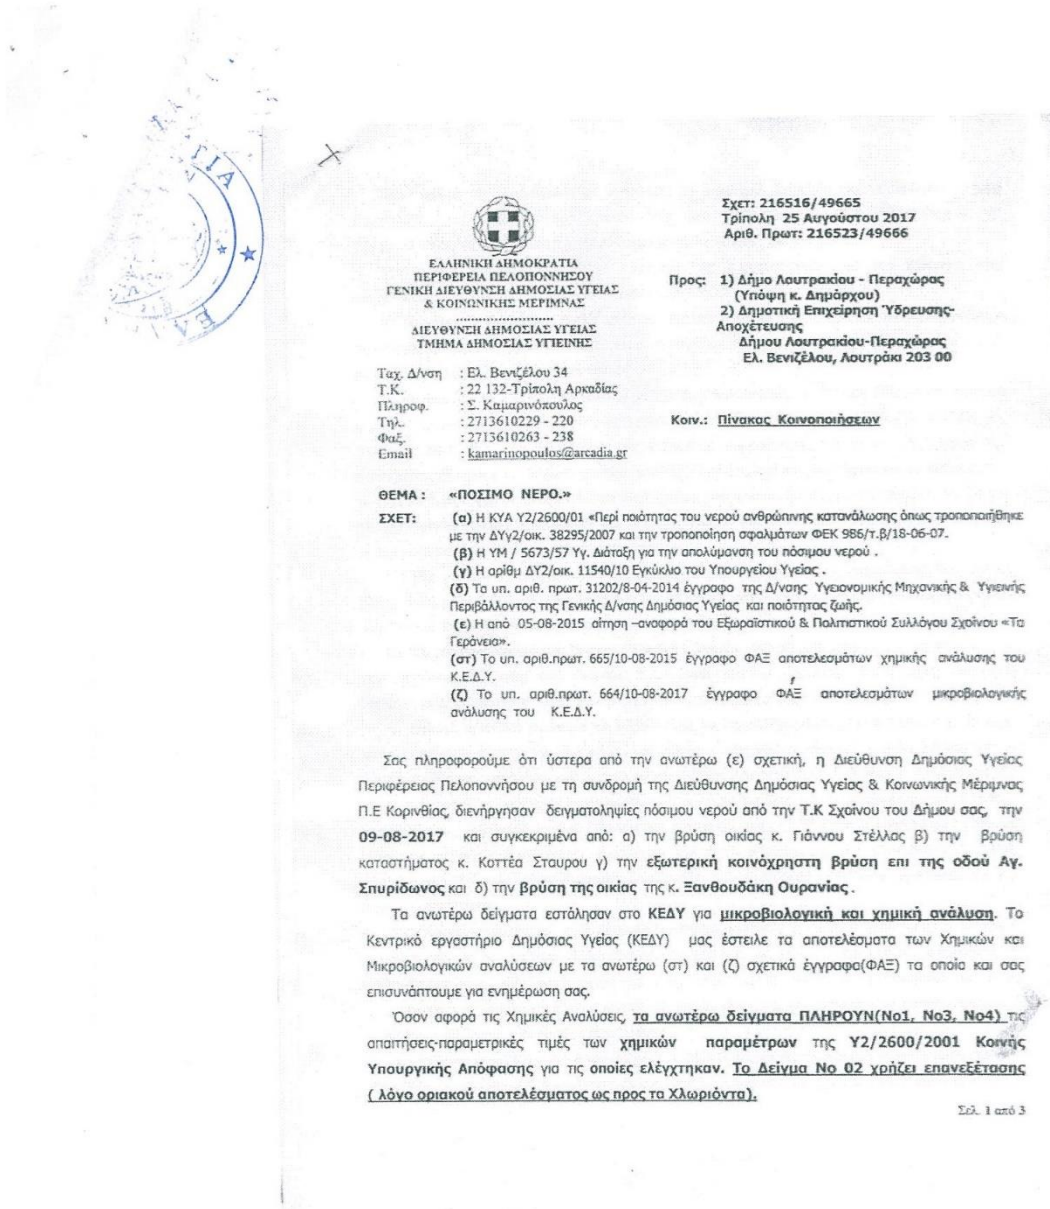 ΓΙΑ
ΕΛ
Σχετ: 216516/49665
Τρίπολη 25 Αυγούστου 2017
Αριθ. Πρωτ: 216523/49666
ΕΛΛΗΝΙΚΗ ΔΗΜΟΚΡΑΤΙΑ
ΠΕΡΙΦΕΡΕΙΑ ΠΕΛΟΠΟΝΝΗΣΟΥ
ΓΕΝΙΚΗ ΔΙΕΥΘΥΝΣΗ ΔΗΜΟΣΙΑΣ ΥΓΕΙΑΣ
& ΚΟΙΝΩΝΙΚΗΣ ΜΕΡΙΜΝΑΣ
........................
ΔΙΕΥΘΥΝΣΗ ΔΗΜΟΣΙΑΣ ΥΓΕΙΑΣ
ΤΜΗΜΑ ΔΗΜΟΣΙΑΣ ΥΓΙΕΙΝΗΣ
Προς: 1) Δήμο Λουτρακίου - Περαχώρας
(Υπόψη κ. Δημάρχου)
2) Δημοτική Επιχείρηση Ύδρευσης-
Αποχέτευσης
Δήμου Λουτρακίου-Περαχώρας
Ελ. Βενιζέλου, Λουτράκι 203 00
Ταχ. Δ/νση : Ελ. Βενιζέλου 34
Τ.Κ. : 22 132-Τρίπολη Αρκαδίας
Πληροφ. : Σ. Καμαρινόπουλος
Τηλ. : 2713610229 - 220
Φαξ. : 2713610263 - 238
Email : kamarinopoulos@arcadia.gr
Κοιν.: Πίνακας Κοινοποιήσεων
ΘΕΜΑ : «ΠΟΣΙΜΟ ΝΕΡΟ.»
ΣΧΕΤ: (α) Η ΚΥΑ Υ2/2600/01 «Περί ποιότητας του νερού ανθρώπινης κατανάλωσης όπως τροποποιήθηκε
με την ΔΥγ2/οικ. 38295/2007 και την τροποποίηση σφαλμάτων ΦΕΚ 986/τ.β/18-06-07.
(β) Η ΥΜ / 5673/57 Υγ. Διάταξη για την απολύμανση του πόσιμου νερού .
(γ) Η αρίθμ ΔΥ2/οικ. 11540/10 Εγκύκλιο του Υπουργείου Υγείας .
(δ) Το υπ. αριθ. πρωτ. 31202/8-04-2014 έγγραφο της Δ/νσης Υγειονομικής Μηχανικής & Υγιεινής
Περιβάλλοντος της Γενικής Δ/νσης Δημόσιας Υγείας και ποιότητας ζωής.
(ε) Η από 05-08-2015 αίτηση –αναφορά του Εξωραϊστικού & Πολιτιστικού Συλλόγου Σχοίνου «Τα
Γεράνεια».
(στ) Το υπ. αριθ.πρωτ. 665/10-08-2015 έγγραφο ΦΑΞ αποτελεσμάτων χημικής ανάλυσης του
Κ.Ε.Δ.Υ.
(ζ) Το υπ. αριθ.πρωτ. 664/10-08-2017 έγγραφο ΦΑΞ αποτελεσμάτων μικροβιολογικής
ανάλυσης του Κ.Ε.Δ.Υ.
Σας πληροφορούμε ότι ύστερα από την ανωτέρω (ε) σχετική, η Διεύθυνση Δημόσιας Υγείας
Περιφέρειας Πελοποννήσου με τη συνδρομή της Διεύθυνσης Δημόσιας Υγείας & Κοινωνικής Μέριμνας
Π.Ε Κορινθίας, διενήργησαν δειγματοληψίες πόσιμου νερού από την Τ.Κ Σχοίνου του Δήμου σας, την
09-08-2017 και συγκεκριμένα από: α) την βρύση οικίας κ. Γιάννου Στέλλας β) την βρύση
καταστήματος κ. Κοττέα Σταυρου γ) την εξωτερική κοινόχρηστη βρύση επι της οδού Αγ.
Σπυρίδωνος και δ) την βρύση της οικίας της κ. Ξανθουδάκη Ουρανίας .
Τα ανωτέρω δείγματα εστάλησαν στο ΚΕΔΥ για μικροβιολογική και χημική ανάλυση. Το
Κεντρικό εργαστήριο Δημόσιας Υγείας (ΚΕΔΥ) μας έστειλε τα αποτελέσματα των Χημικών και
Μικροβιολογικών αναλύσεων με τα ανωτέρω (στ) και (ζ) σχετικά έγγραφα(ΦΑΞ) τα οποία και σας
επισυνάπτουμε για ενημέρωση σας.
Όσον αφορά τις Χημικές Αναλύσεις, τα ανωτέρω δείγματα ΠΛΗΡΟΥΝ(Νο1, Νο3, Νο4) τις
απαιτήσεις-παραμετρικές τιμές των χημικών παραμέτρων της Υ2/2600/2001 Κοινής
Υπουργικής Απόφασης για τις οποίες ελέγχτηκαν. Το Δείγμα Νο 02 χρήζει επανεξέτασης
( λόγο οριακού αποτελέσματος ως προς τα Χλωριόντα).
Σελ. 1 από 3